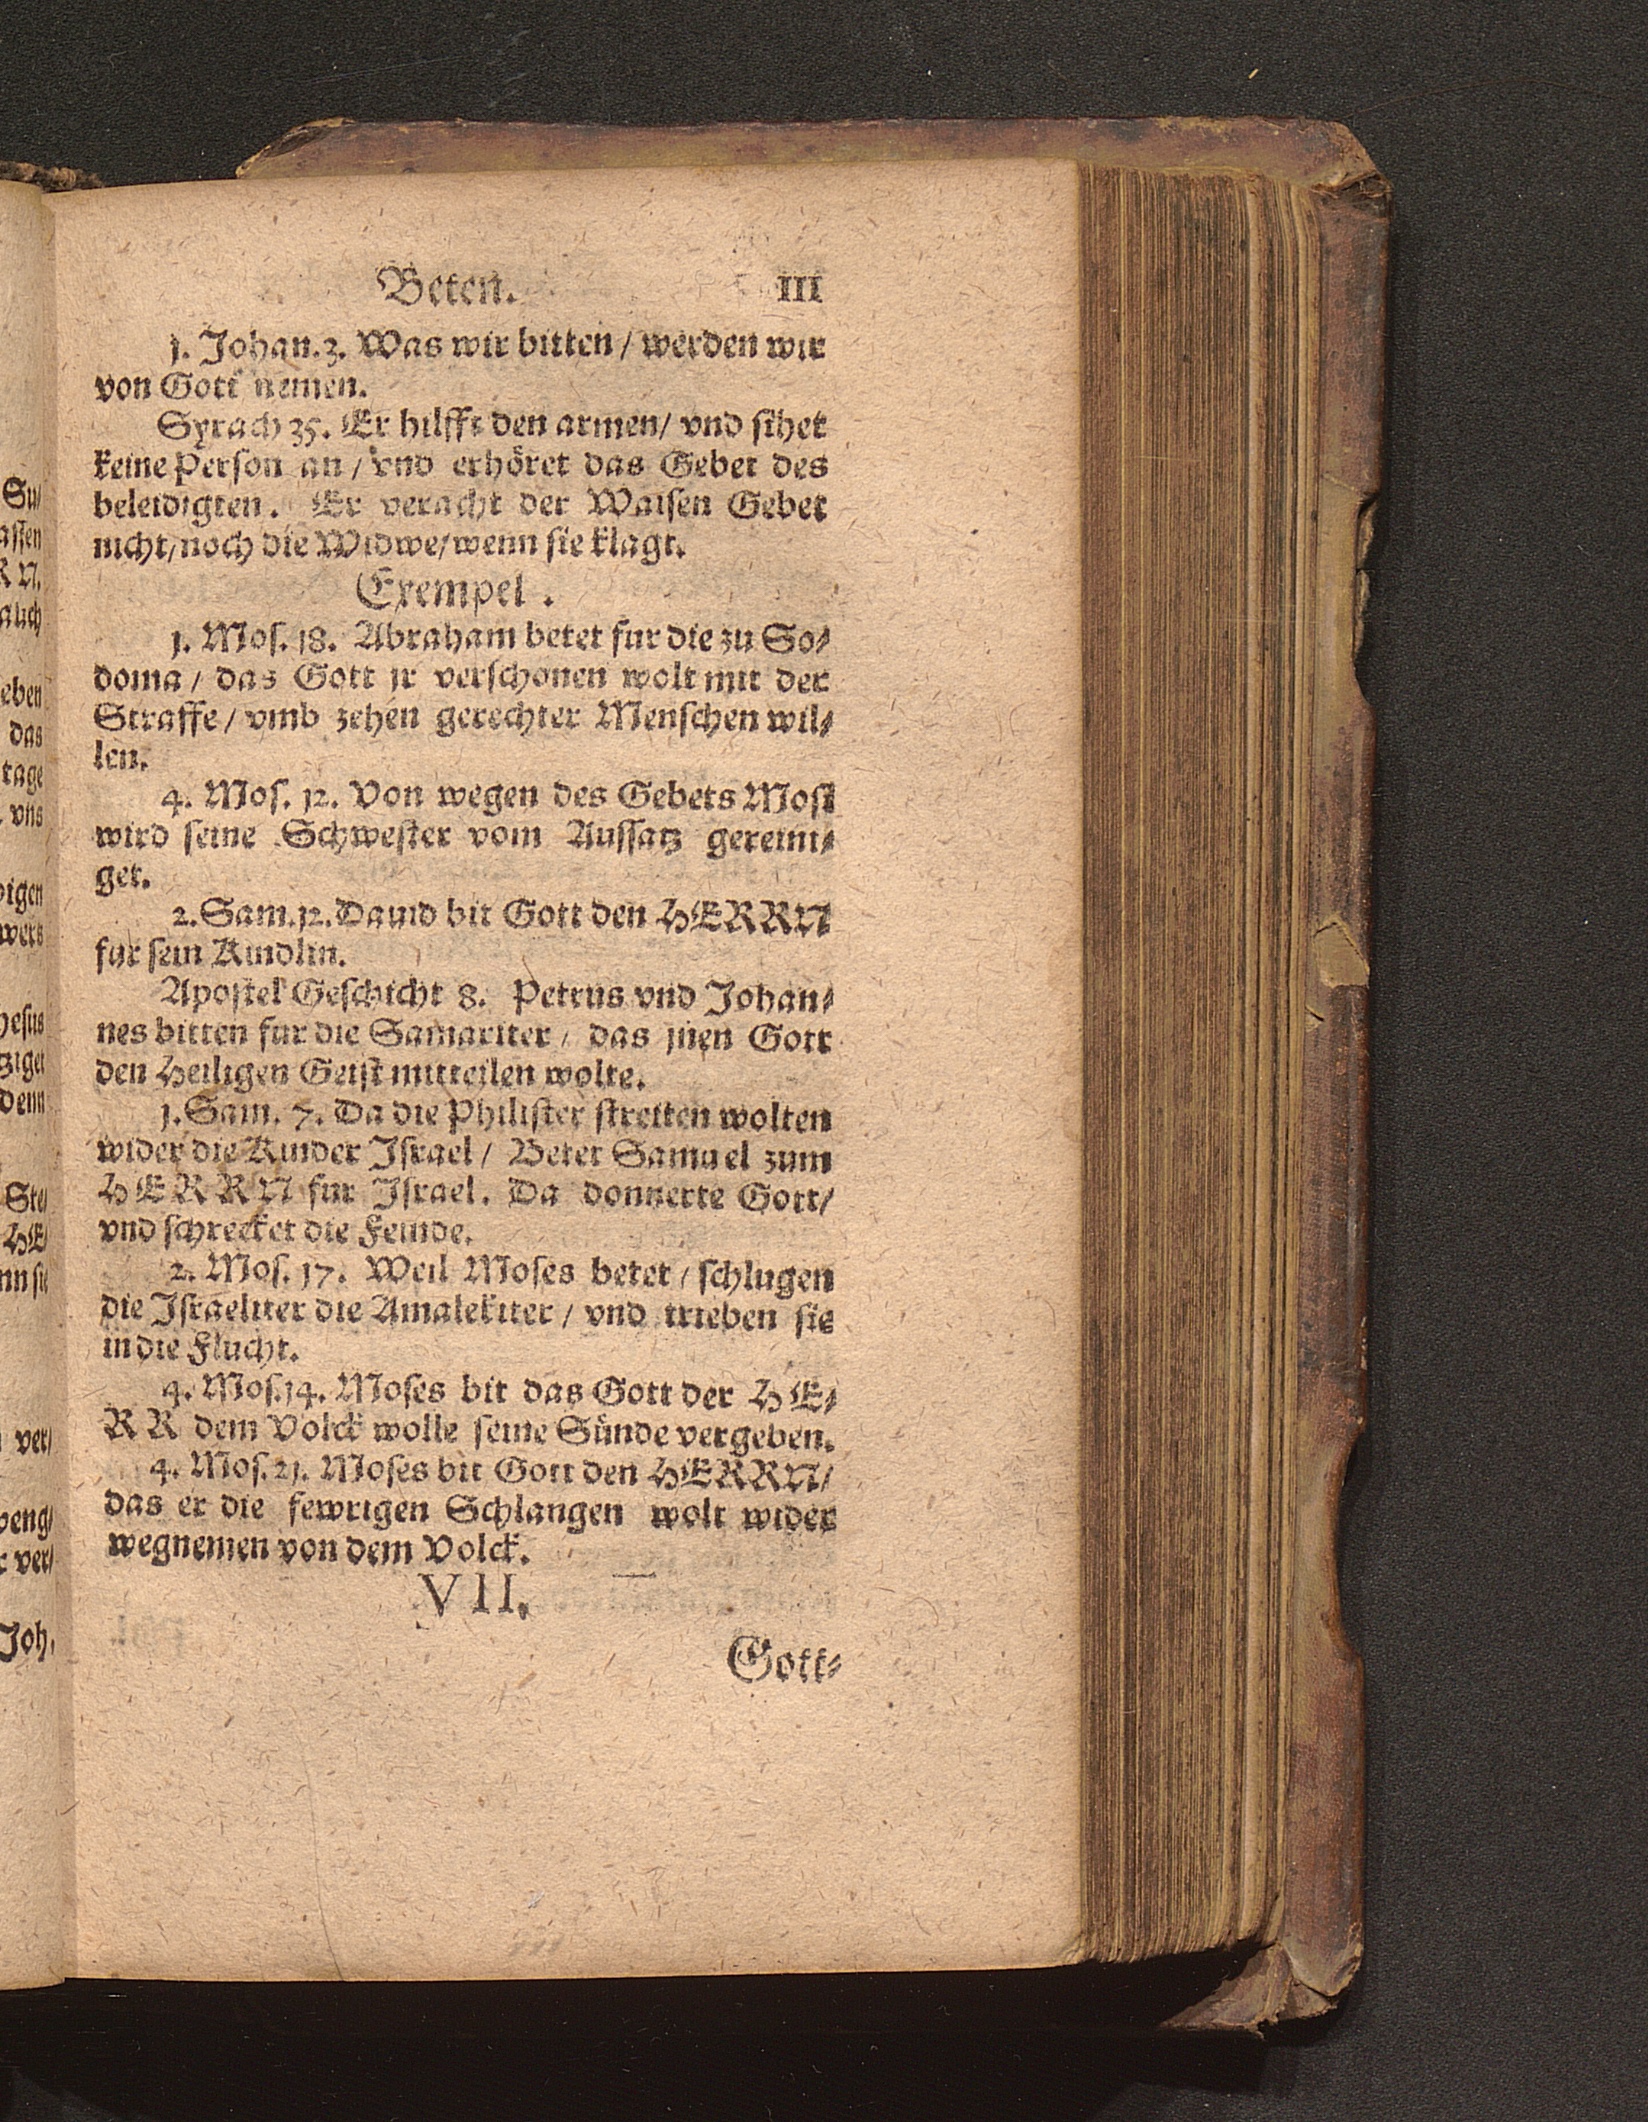 Beten. 111
1. Johan. 3. Was wir bitten / werden wir
von Gott nemen.
Syrach 35. Er hilfft den armen / vnd sihet
keine Person an / vnd erhöret das Gebet des
beleidigten. Er veracht der Waisen Gebet
nicht / noch die Widwe / wenn sie klagt.
Exempel.
1. Mos. 18. Abraham betet fur die zu So⸗
doma / das Gott jr verschonen wolt mit der
Straffe / vmb zehen gerechter Menschen wil⸗
len.
4. Mos. 12. Von wegen des Gebets Mosi
wird seine Schwester vom Aussatz gereini⸗
get.
2. Sam. 12. Dauid bit Gott den HERRN
fur sein Kindlin.
Apostel Geschicht 8. Petrus vnd Johan⸗
nes bitten fur die Samariter / das jnen Gott
den Heiligen Geist mitteilen wolte.
1. Sam. 7. Da die Philister streiten wolten
wider die Kinder Israel / Betet Samuel zum
HERRN fur Israel. Da donnerte Gott /
vnd schrecket die Feinde.
2. Mos. 17. Weil Moses betet / schlugen
die Israeliter die Amalekiter / vnd trieben sie
in die Flucht.
4. Mos. 14. Moses bit das Gott der HE⸗
RR dem Volck wolle seine Sünde vergeben.
4. Mos. 21. Moses bit Gott den HERRN /
das er die fewrigen Schlangen wolt wider
wegnemen von dem Volck.
VII.
Gott⸗